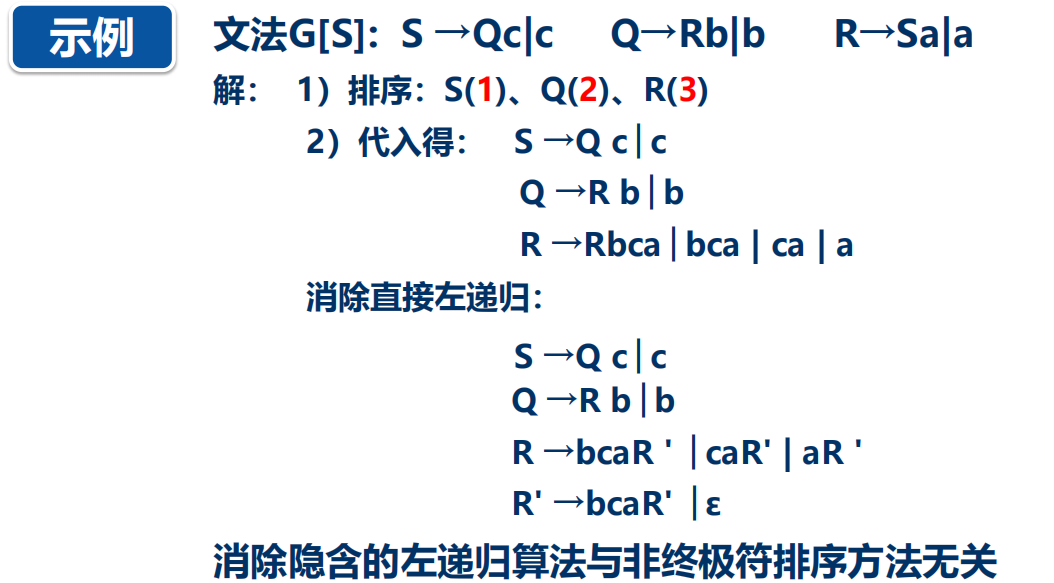 示例
文法G[S]：S →Qc|c Q→Rb|b R→Sa|a
解： 1）排序：S(1)、Q(2)、R(3)
2）代入得： S →Q c│c
Q →R b│b
R →Rbca│bca | ca | a
消除直接左递归：
S →Q c│c
Q →R b│b
R →bcaR ' │caR' | aR '
R' →bcaR' │ε
消除隐含的左递归算法与非终极符排序方法无关